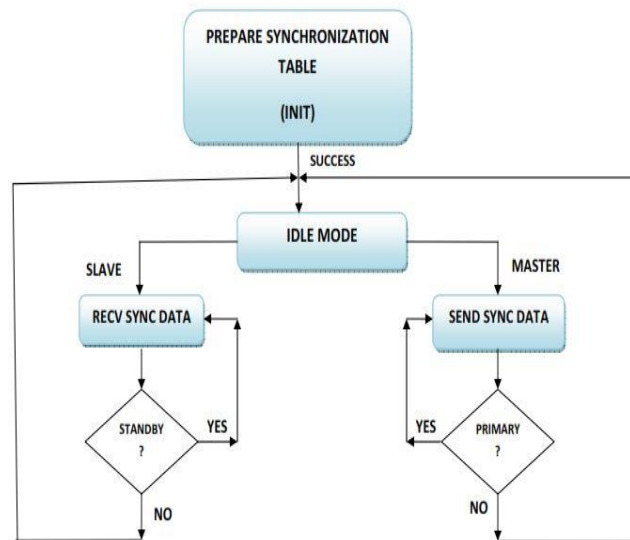 PREPARE SYNCHRONIZATION
TABLE
(INIT)
SUCCESS
IDLE MODE
SLAVE
MASTER
RECV SYNC DATA
SEND SYNC DATA
STANDBY
?
YES
YES
PRIMARY
?
NO
NO